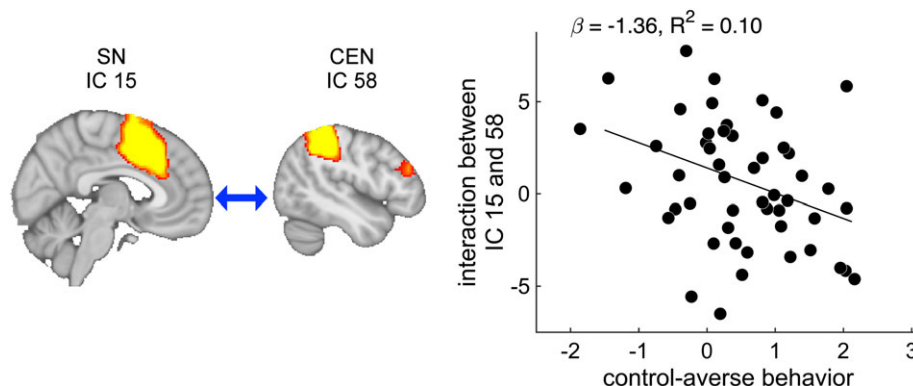 SN
IC 15
CEN
IC 58
β = -1.36, R² = 0.10
interaction between
IC 15 and 58
5
0
-5
-2
-1
0
1
2
3
control-averse behavior